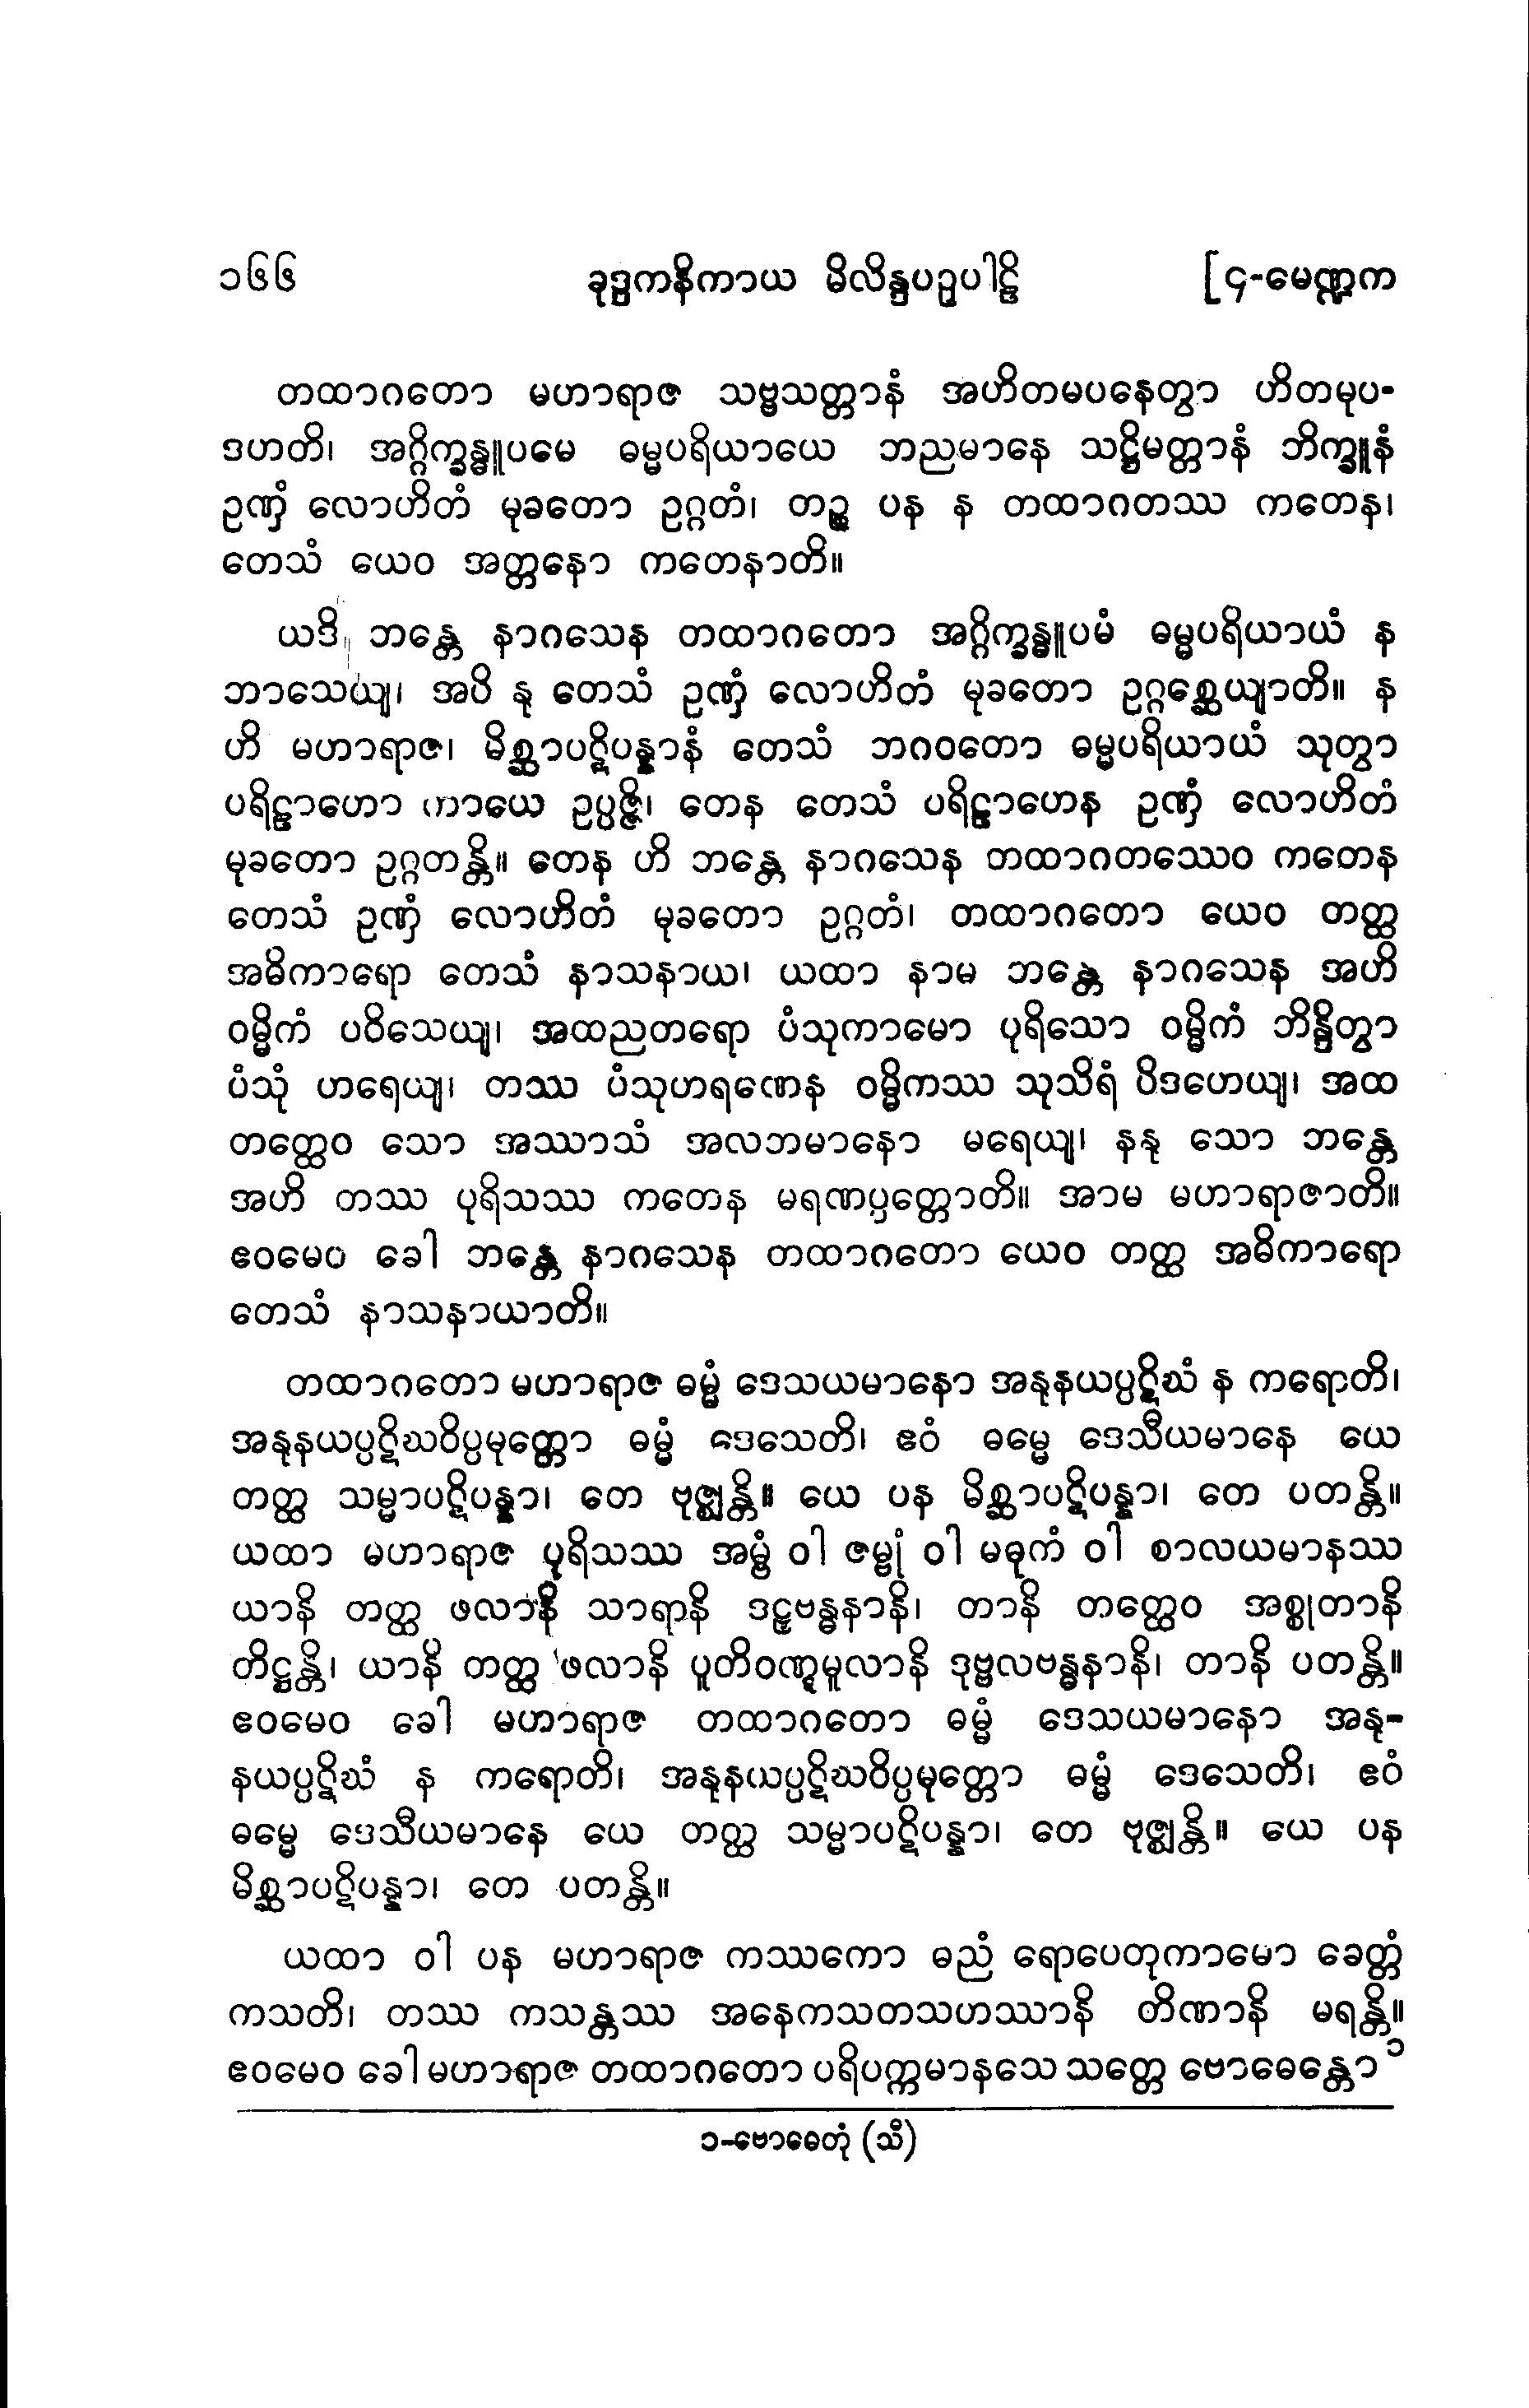 ၁၆၆ ခုဒ္ဒကနိကာယ မိလိန္ဒပဉှပါဠိ [၄-မေဏ္ဍက
တထာဂတော မဟာရာဇ သဗ္ဗသတ္တာနံ အဟိတမပနေတွာ ဟိတမုပ-
ဒဟတိ၊ အဂ္ဂိက္ခန္ဓူပမေ ဓမ္မပရိယာယေ ဘညမာနေ သဋ္ဌိမတ္တာနံ ဘိက္ခူနံ
ဥဏှံ လောဟိတံ မုခတော ဥဂ္ဂတံ၊ တဉ္စ ပန န တထာဂတဿ ကတေန၊
တေသံ ယေဝ အတ္တနော ကတေနာတိ။
ယဒိ ဘန္တေ နာဂသေန တထာဂတော အဂ္ဂိက္ခန္ဓူပမံ ဓမ္မပရိယာယံ န
ဘာသေယျ၊ အပိ နု တေသံ ဥဏှံ လောဟိတံ မုခတော ဥဂ္ဂစ္ဆေယျာတိ။ န
ဟိ မဟာရာဇ၊ မိစ္ဆာပဋိပန္နာနံ တေသံ ဘဂဝတော ဓမ္မပရိယာယံ သုတွာ
ပရိဠာဟော ကာယေ ဥပ္ပဇ္ဇိ၊ တေန တေသံ ပရိဠာဟေန ဥဏှံ လောဟိတံ
မုခတော ဥဂ္ဂတန္တိ။ တေန ဟိ ဘန္တေ နာဂသေန တထာဂတဿေဝ ကတေန
တေသံ ဥဏှံ လောဟိတံ မုခတော ဥဂ္ဂတံ၊ တထာဂတော ယေဝ တတ္ထ
အဓိကာရော တေသံ နာသနာယ၊ ယထာ နာမ ဘန္တေ နာဂသေန အဟိ
ဝမ္မိကံ ပဝိသေယျ၊ အထညတရော ပံသုကာမော ပုရိသော ဝမ္မိကံ ဘိန္ဒိတွာ
ပံသုံ ဟရေယျ၊ တဿ ပံသုဟရဏေန ဝမ္မိကဿ သုသိရံ ပိဒဟေယျ၊ အထ
တတ္ထေဝ သော အဿာသံ အလဘမာနော မရေယျ၊ နနု သော ဘန္တေ
အဟိ တဿ ပုရိသဿ ကတေန မရဏပ္ပတ္တောတိ။ အာမ မဟာရာဇာတိ။
ဧဝမေဝ ခေါ ဘန္တေ နာဂသေန တထာဂတော ယေဝ တတ္ထ အဓိကာရော
တေသံ နာသနာယာတိ။
တထာဂတော မဟာရာဇ ဓမ္မံ ဒေသယမာနော အနုနယပ္ပဋိဃံ န ကရောတိ၊
အနုနယပ္ပဋိဃဝိပ္ပမုတ္တော ဓမ္မံ ဒေသေတိ၊ ဧဝံ ဓမ္မေ ဒေသီယမာနေ ယေ
တတ္ထ သမ္မာပဋိပန္နာ၊ တေ ဗုဇ္ဈန္တိ။ ယေ ပန မိစ္ဆာပဋိပန္နာ၊ တေ ပတန္တိ။
ယထာ မဟာရာဇ ပုရိသဿ အမ္ဗံ ဝါ ဇမ္ဗုံ ဝါ မဓုကံ ဝါ စာလယမာနဿ
ယာနိ တတ္ထ ဖလာနိ သာရာနိ ဒဠှဗန္ဓနာနိ၊ တာနိ တတ္ထေဝ အစ္စုတာနိ
တိဋ္ဌန္တိ၊ ယာနိ တတ္ထ ဖလာနိ ပူတိဝဏ္ဋမူလာနိ ဒုဗ္ဗလဗန္ဓနာနိ၊ တာနိ ပတန္တိ။
ဧဝမေဝ ခေါ မဟာရာဇ တထာဂတော ဓမ္မံ ဒေသယမာနော အနု-
နယပ္ပဋိဃံ န ကရောတိ၊ အနုနယပ္ပဋိဃဝိပ္ပမုတ္တော ဓမ္မံ ဒေသေတိ၊ ဧဝံ
ဓမ္မေ ဒေသီယမာနေ ယေ တတ္ထ သမ္မာပဋိပန္နာ၊ တေ ဗုဇ္ဈန္တိ။ ယေ ပန
မိစ္ဆာပဋိပန္နာ၊ တေ ပတန္တိ။
ယထာ ဝါ ပန မဟာရာဇ ကဿကော ဓညံ ရောပေတုကာမော ခေတ္တံ
ကသတိ၊ တဿ ကသန္တဿ အနေကသတသဟဿာနိ တိဏာနိ မရန္တိ။
ဧဝမေဝ ခေါ မဟာရာဇ တထာဂတော ပရိပက္ကမာနသေ သတ္တေ ဗောဓေန္တော ၁
၁-ဗောဓေတုံ (သီ)